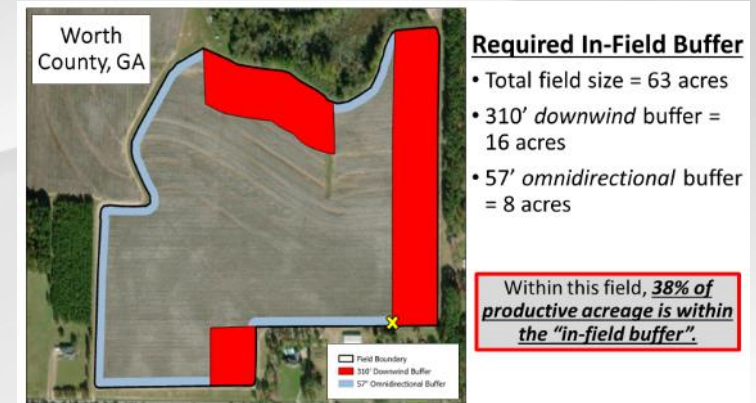 Worth
County, GA
Required In-Field Buffer
• Total field size = 63 acres
• 310' downwind buffer =
16 acres
• 57' omnidirectional buffer
= 8 acres
Within this field, 38% of
productive acreage is within
the “in-field buffer”.
Field Boundary
310' Downwind Buffer
57' Omnidirectional Buffer